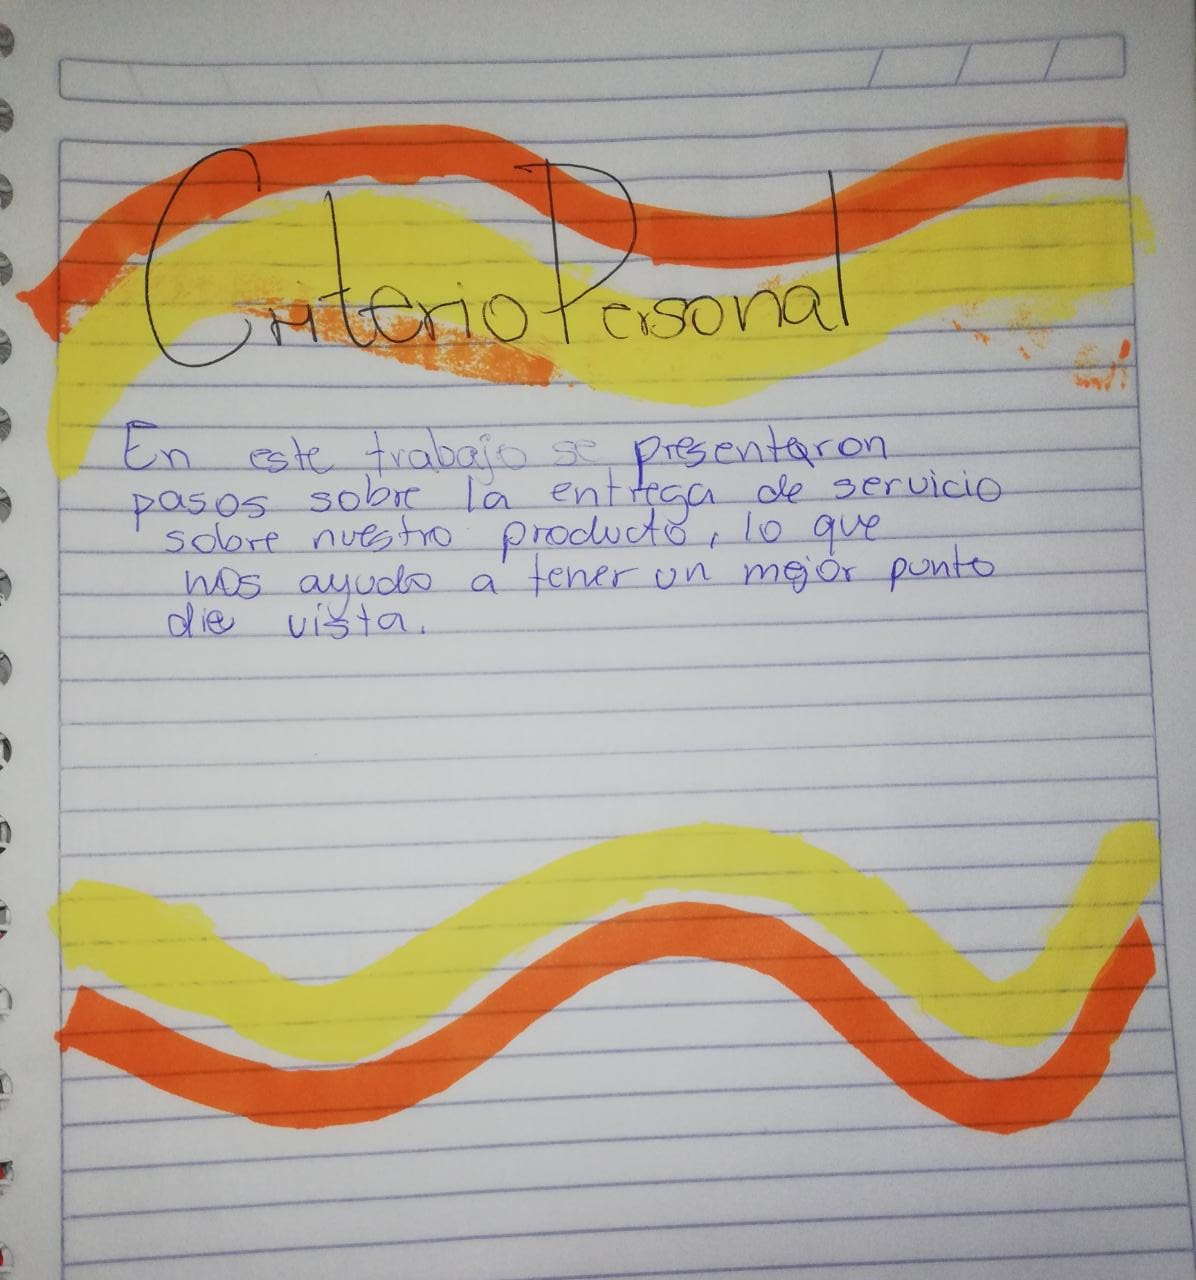 Criterio Personal
En este trabajo se presentaron
pasos sobre la entrega de servicio
sobre nuestro producto, lo que
nos ayudo a tener un mejor punto
de vista.